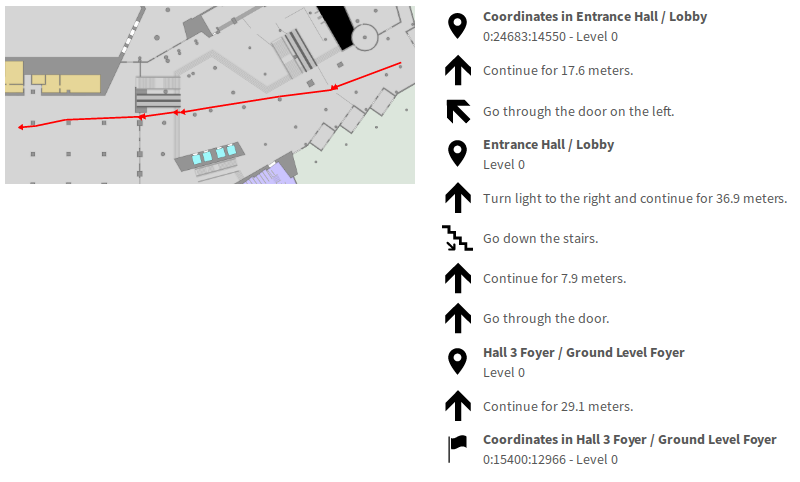 Coordinates in Entrance Hall / Lobby
0:24683:14550 - Level 0
Continue for 17.6 meters.
Go through the door on the left.
Entrance Hall / Lobby
Level 0
Turn light to the right and continue for 36.9 meters.
Go down the stairs.
Continue for 7.9 meters.
Go through the door.
Hall 3 Foyer / Ground Level Foyer
Level 0
Continue for 29.1 meters.
Coordinates in Hall 3 Foyer / Ground Level Foyer
0:15400:12966 - Level 0